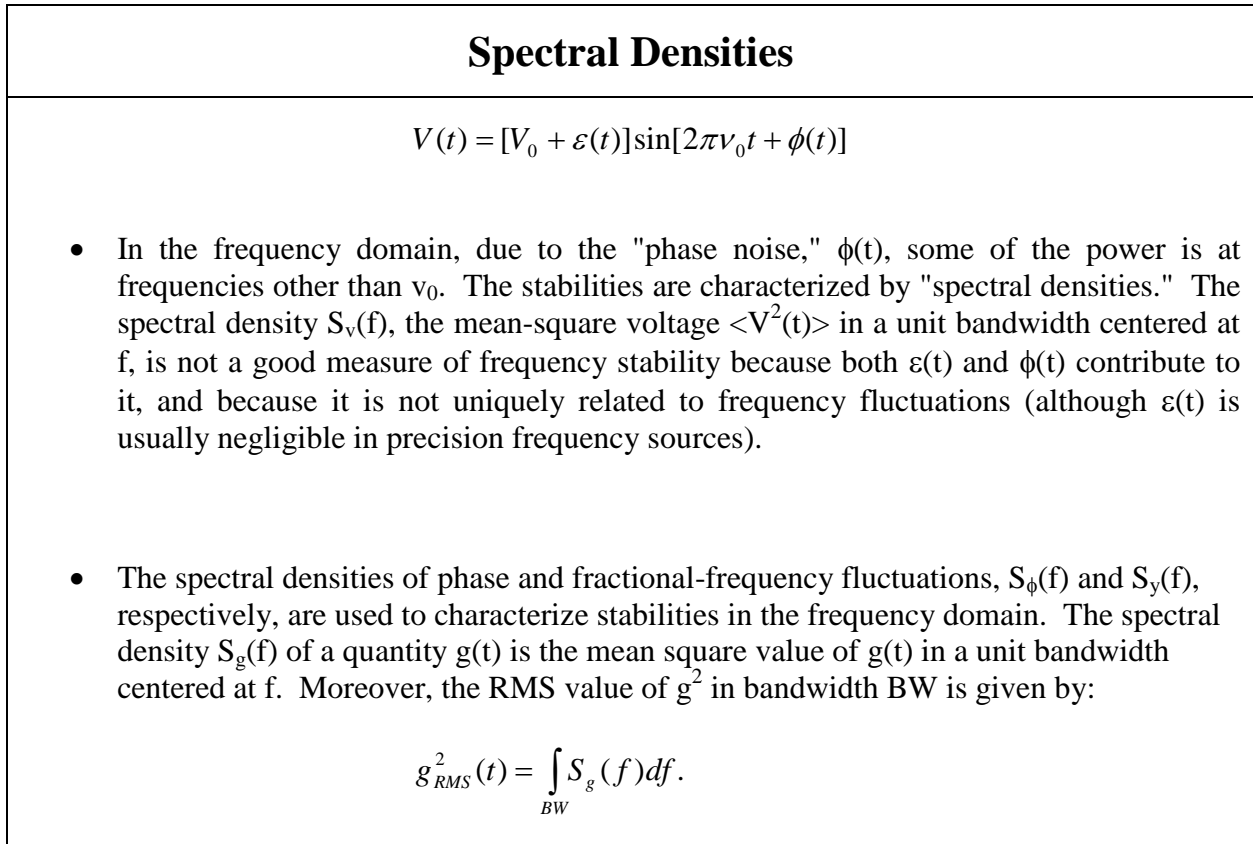 Spectral Densities
V(t) = [V₀ + ε(t)]sin[2πν₀t + ϕ(t)]
• In the frequency domain, due to the "phase noise," ϕ(t), some of the power is at
frequencies other than v₀. The stabilities are characterized by "spectral densities." The
spectral density Sᵥ(f), the mean-square voltage <V²(t)> in a unit bandwidth centered at
f, is not a good measure of frequency stability because both ε(t) and ϕ(t) contribute to
it, and because it is not uniquely related to frequency fluctuations (although ε(t) is
usually negligible in precision frequency sources).
• The spectral densities of phase and fractional-frequency fluctuations, S_ϕ(f) and S_y(f),
respectively, are used to characterize stabilities in the frequency domain. The spectral
density S_g(f) of a quantity g(t) is the mean square value of g(t) in a unit bandwidth
centered at f. Moreover, the RMS value of g² in bandwidth BW is given by:
g²_RMS(t) = ∫_BW S_g(f)df.